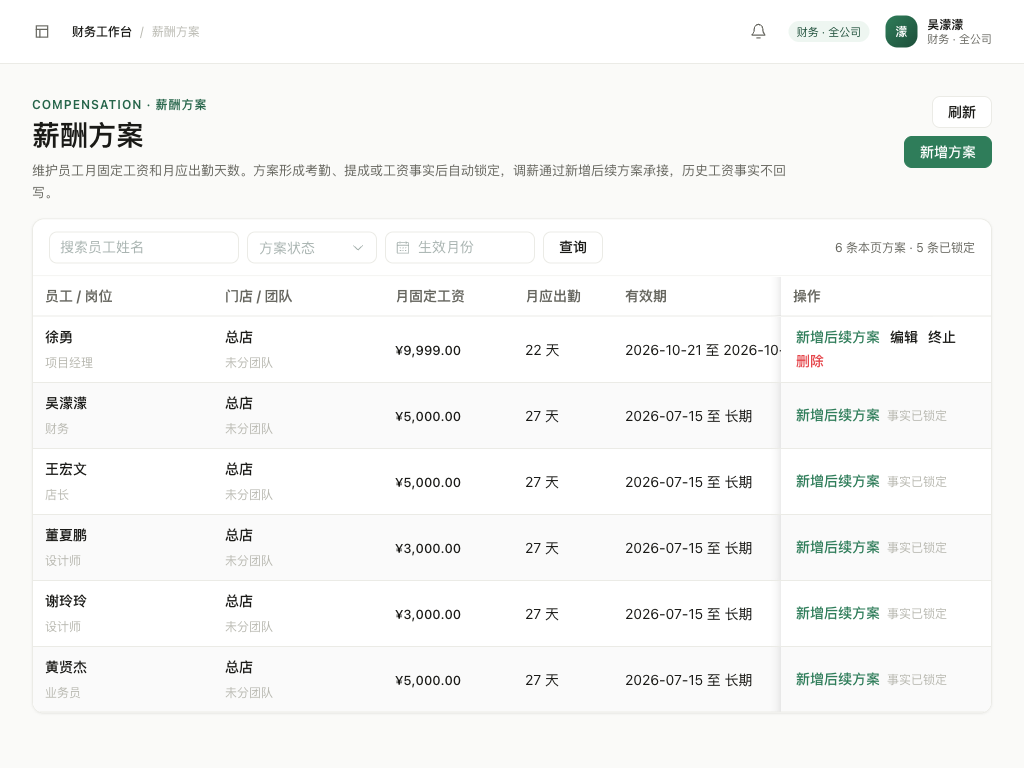 财务工作台 / 薪酬方案
财务 · 全公司
濛
吴濛濛
财务 · 全公司
COMPENSATION · 薪酬方案
薪酬方案
维护员工月固定工资和月应出勤天数。方案形成考勤、提成或工资事实后自动锁定，调薪通过新增后续方案承接，历史工资事实不回
写。
刷新
新增方案
搜索员工姓名
方案状态
生效月份
查询
6 条本页方案 · 5 条已锁定
员工 / 岗位 门店 / 团队 月固定工资 月应出勤 有效期 操作
徐勇 总店 ¥9,999.00 22 天 2026-10-21 至 2026-10- 新增后续方案 编辑 终止
项目经理 未分团队 删除
吴濛濛 总店 ¥5,000.00 27 天 2026-07-15 至 长期 新增后续方案 事实已锁定
财务 未分团队
王宏文 总店 ¥5,000.00 27 天 2026-07-15 至 长期 新增后续方案 事实已锁定
店长 未分团队
董夏鹏 总店 ¥3,000.00 27 天 2026-07-15 至 长期 新增后续方案 事实已锁定
设计师 未分团队
谢玲玲 总店 ¥3,000.00 27 天 2026-07-15 至 长期 新增后续方案 事实已锁定
设计师 未分团队
黄贤杰 总店 ¥5,000.00 27 天 2026-07-15 至 长期 新增后续方案 事实已锁定
业务员 未分团队